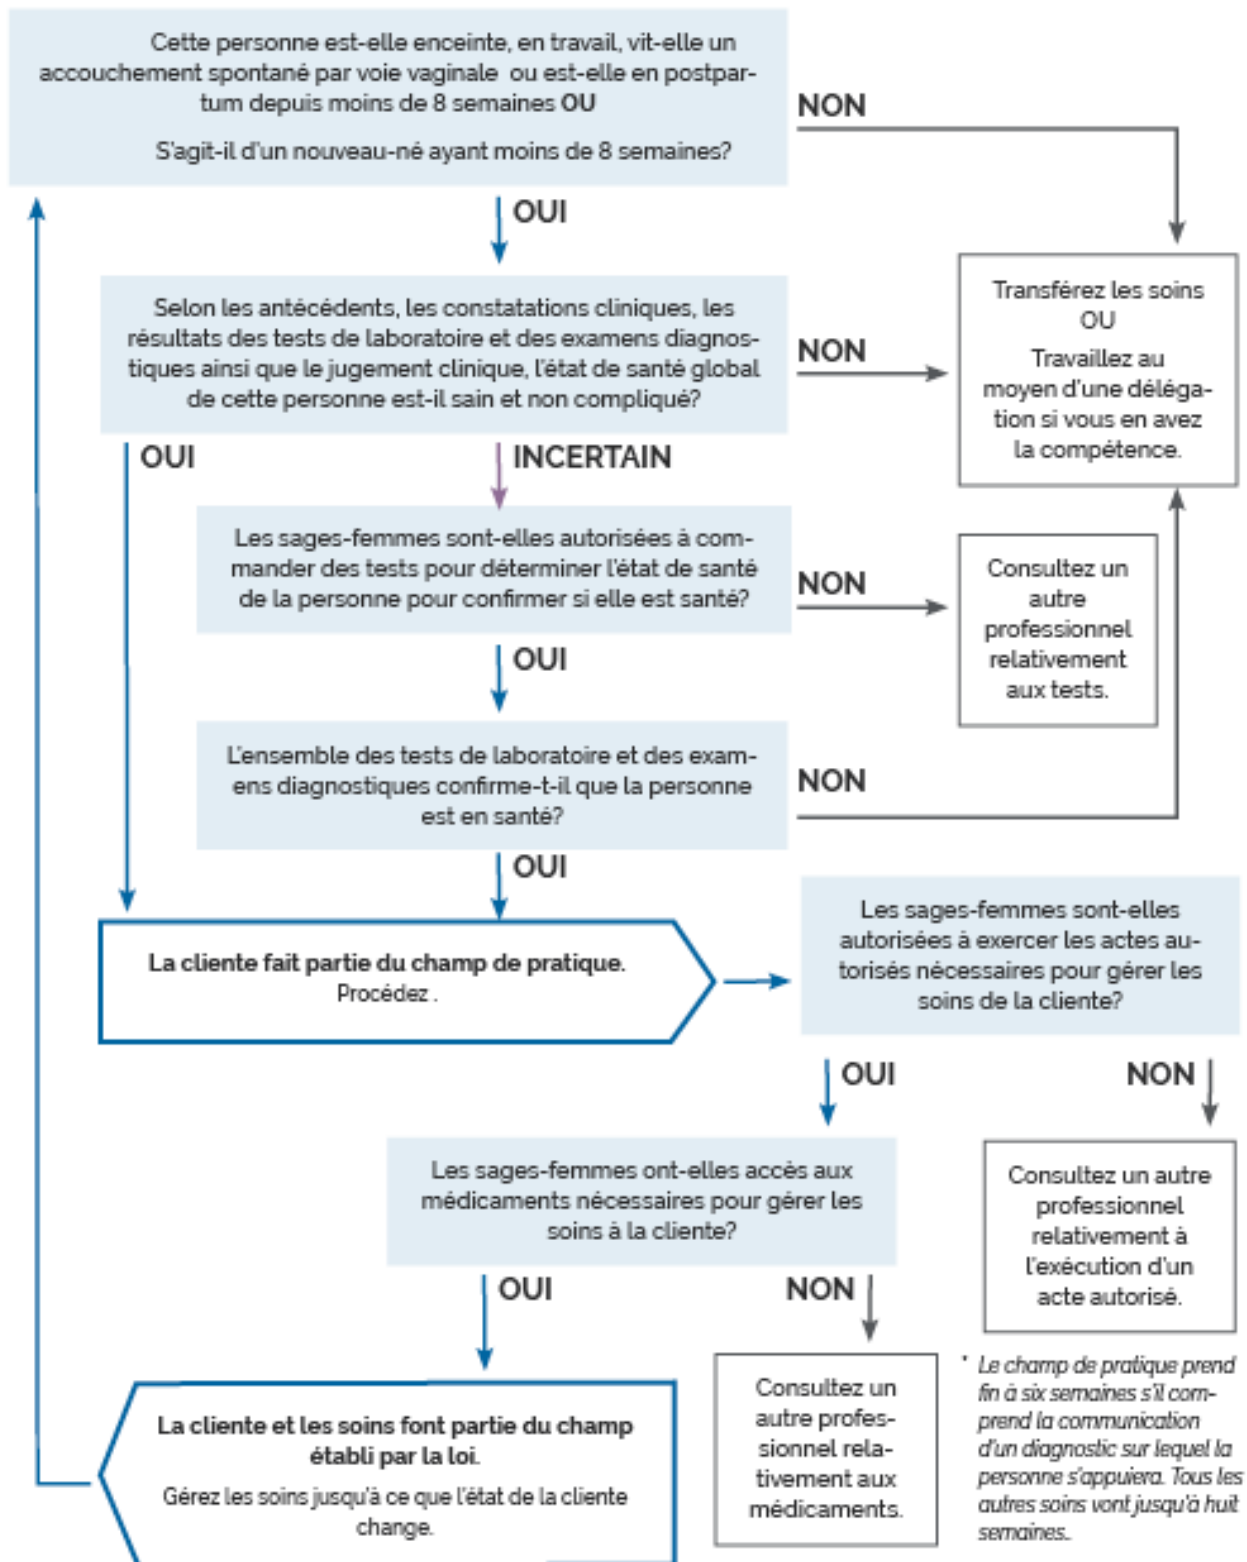 Cette personne est-elle enceinte, en travail, vit-elle un
accouchement spontané par voie vaginale ou est-elle en postpar-
tum depuis moins de 8 semaines OU
S'agit-il d'un nouveau-né ayant moins de 8 semaines?
NON
OUI
Transférez les soins
OU
Travaillez au
moyen d'une déléga-
tion si vous en avez
la compétence.
Selon les antécédents, les constatations cliniques, les
résultats des tests de laboratoire et des examens diagnos-
tiques ainsi que le jugement clinique, l'état de santé global
de cette personne est-il sain et non compliqué?
NON
OUI
INCERTAIN
Les sages-femmes sont-elles autorisées à com-
mander des tests pour déterminer l'état de santé
de la personne pour confirmer si elle est santé?
NON
Consultez un
autre
professionnel
relativement
aux tests.
OUI
L'ensemble des tests de laboratoire et des exam-
ens diagnostiques confirme-t-il que la personne
est en santé?
NON
OUI
La cliente fait partie du champ de pratique.
Procédez .
Les sages-femmes sont-elles
autorisées à exercer les actes au-
torisés nécessaires pour gérer les
soins de la cliente?
OUI
NON
Les sages-femmes ont-elles accès aux
médicaments nécessaires pour gérer les
soins à la cliente?
Consultez un autre
professionnel
relativement à
l'exécution d'un
acte autorisé.
OUI
NON
La cliente et les soins font partie du champ
établi par la loi.
Gérez les soins jusqu'à ce que l'état de la cliente
change.
Consultez un
autre profes-
sionnel rela-
tivement aux
médicaments.
* Le champ de pratique prend
fin à six semaines s'il com-
prend la communication
d'un diagnostic sur lequel la
personne s'appuiera. Tous les
autres soins vont jusqu'à huit
semaines..